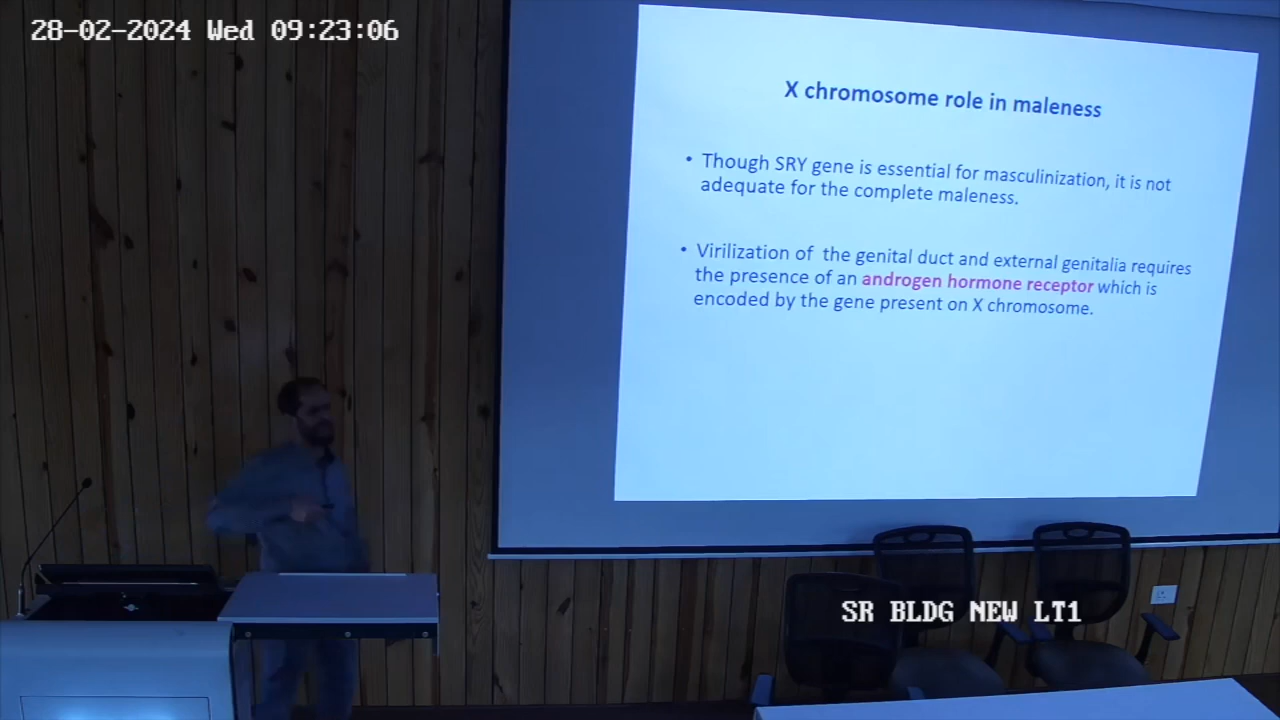 28-02-2024 Wed 09:23:06
X chromosome role in maleness
• Though SRY gene is essential for masculinization, it is not
adequate for the complete maleness.
• Virilization of the genital duct and external genitalia requires
the presence of an androgen hormone receptor which is
encoded by the gene present on X chromosome.
SR BLDG NEW LT1